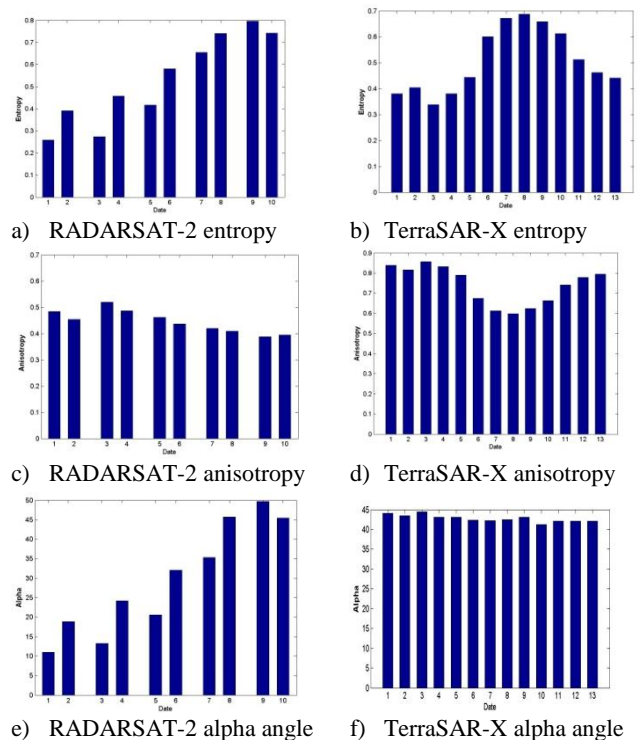 0.8
0.7
0.6
0.5
0.4
0.3
0.2
0.1
0
Entropy
1 2 3 4 5 6 7 8 9 10
Date
a) RADARSAT-2 entropy
0.7
0.6
0.5
0.4
0.3
0.2
0.1
0
Entropy
1 2 3 4 5 6 7 8 9 10 11 12 13
Date
b) TerraSAR-X entropy
0.7
0.6
0.5
0.4
0.3
0.2
0.1
0
Anisotropy
1 2 3 4 5 6 7 8 9 10
Date
c) RADARSAT-2 anisotropy
0.9
0.8
0.7
0.6
0.5
0.4
0.3
0.2
0.1
0
Anisotropy
1 2 3 4 5 6 7 8 9 10 11 12 13
Date
d) TerraSAR-X anisotropy
50
45
40
35
30
25
20
15
10
5
0
Alpha
1 2 3 4 5 6 7 8 9 10
Date
e) RADARSAT-2 alpha angle
45
40
35
30
25
20
15
10
5
0
Alpha
1 2 3 4 5 6 7 8 9 10 11 12 13
Date
f) TerraSAR-X alpha angle